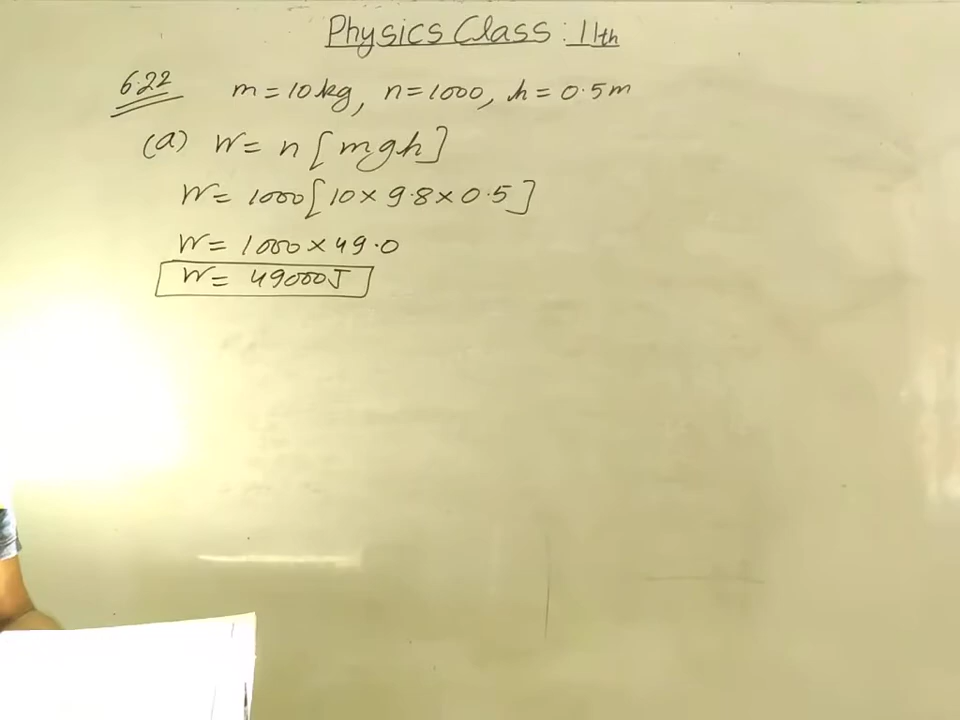 Physics Class : 11th
6.22 m = 10 kg, n = 1000, h = 0.5 m
(a) W = n [mgh]
W = 1000 [10 × 9.8 × 0.5]
W = 1000 × 49.0
W = 49000 J